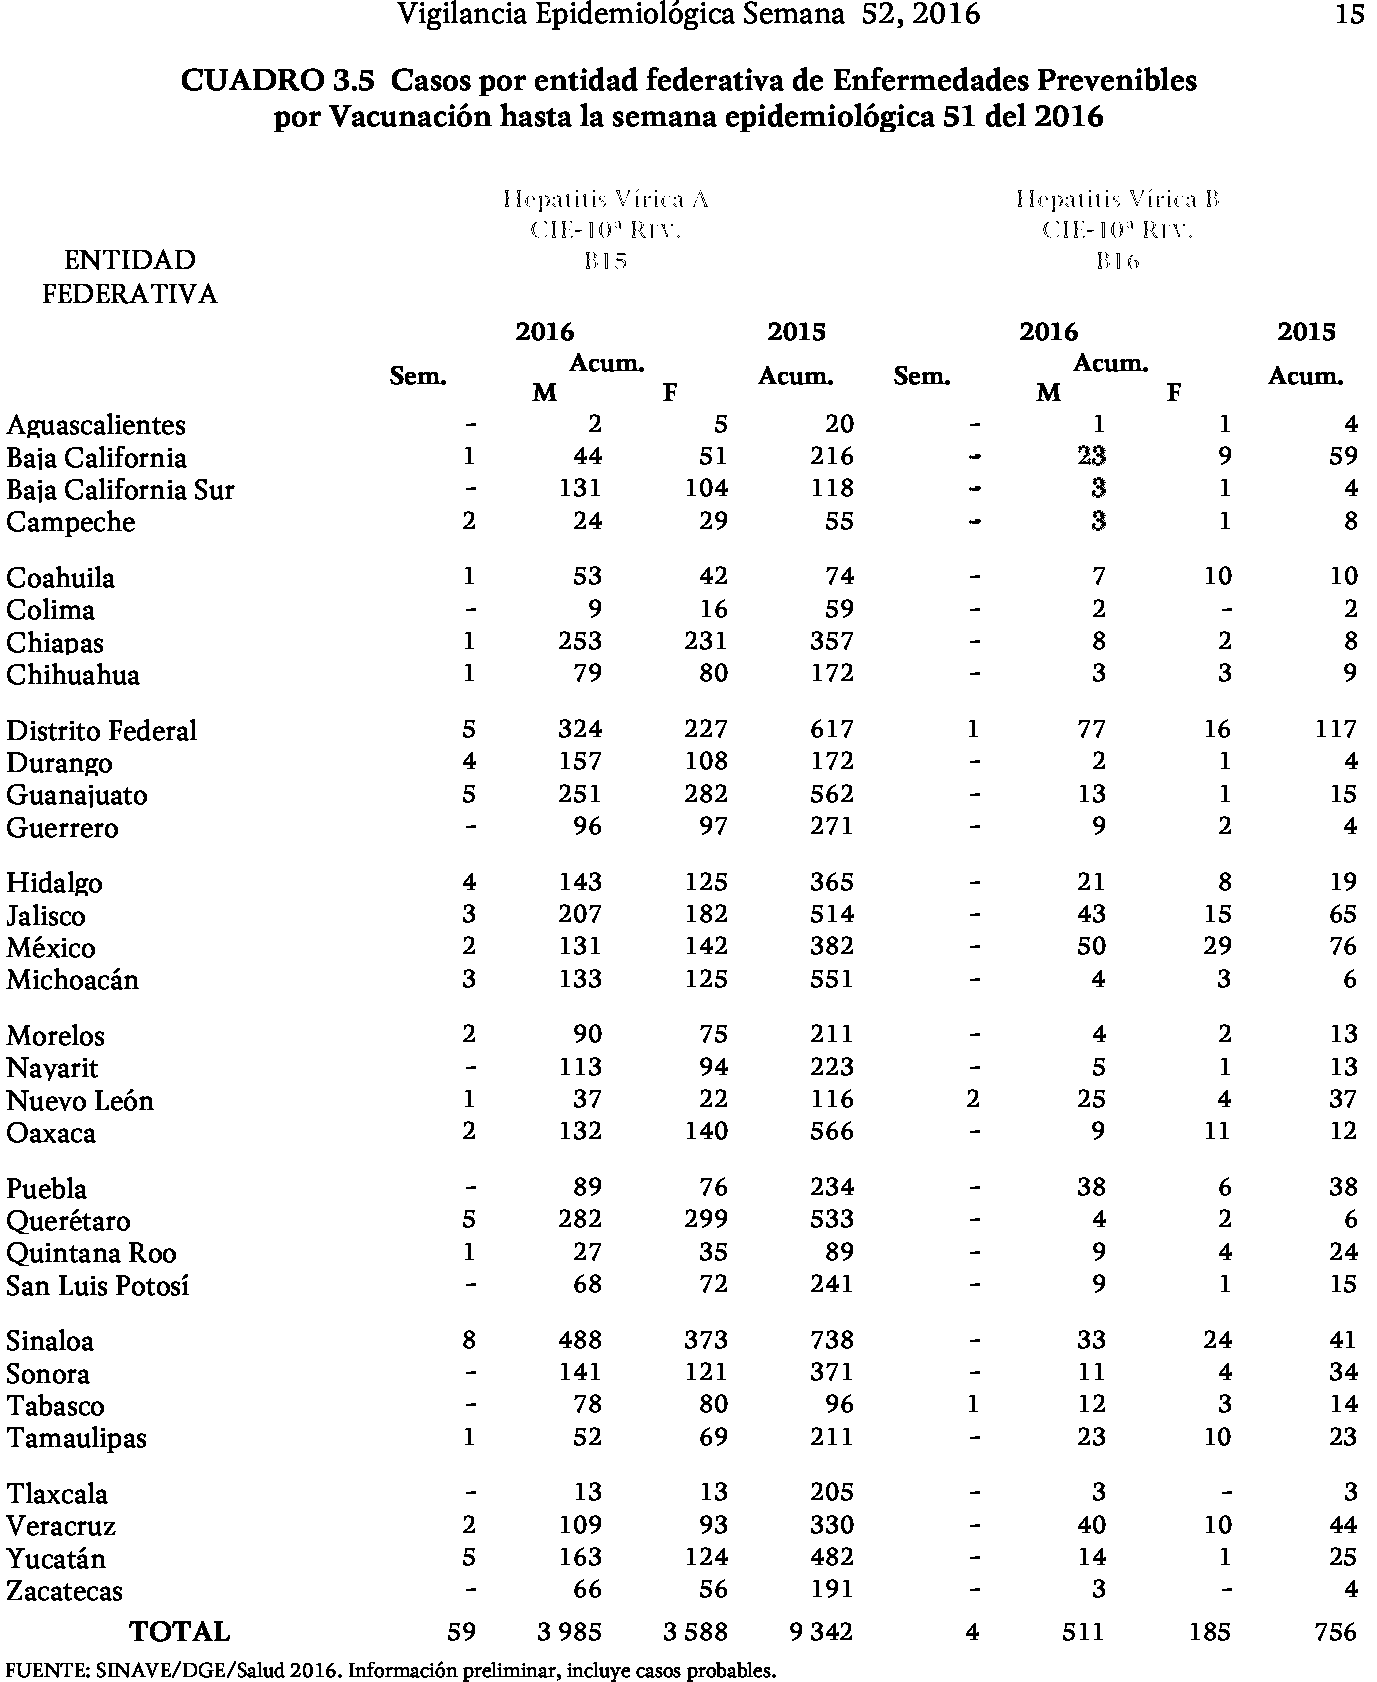 Vigilancia Epidemiológica Semana 52, 2016 15
CUADRO 3.5 Casos por entidad federativa de Enfermedades Prevenibles
por Vacunación hasta la semana epidemiológica 51 del 2016
Hepatitis Vírica A Hepatitis Vírica B
CIE-10ª REV. CIE-10ª REV.
B15 B16
ENTIDAD
FEDERATIVA
2016 2015 2016 2015
Sem. Acum. Acum. Sem. Acum. Acum.
M F M F
Aguascalientes - 2 5 20 - 1 1 4
Baja California 1 44 51 216 - 23 9 59
Baja California Sur - 131 104 118 - 3 1 4
Campeche 2 24 29 55 - 3 1 8
Coahuila 1 53 42 74 - 7 10 10
Colima - 9 16 59 - 2 - 2
Chiapas 1 253 231 357 - 8 2 8
Chihuahua 1 79 80 172 - 3 3 9
Distrito Federal 5 324 227 617 1 77 16 117
Durango 4 157 108 172 - 2 1 4
Guanajuato 5 251 282 562 - 13 1 15
Guerrero - 96 97 271 - 9 2 4
Hidalgo 4 143 125 365 - 21 8 19
Jalisco 3 207 182 514 - 43 15 65
México 2 131 142 382 - 50 29 76
Michoacán 3 133 125 551 - 4 3 6
Morelos 2 90 75 211 - 4 2 13
Nayarit - 113 94 223 - 5 1 13
Nuevo León 1 37 22 116 2 25 4 37
Oaxaca 2 132 140 566 - 9 11 12
Puebla - 89 76 234 - 38 6 38
Querétaro 5 282 299 533 - 4 2 6
Quintana Roo 1 27 35 89 - 9 4 24
San Luis Potosí - 68 72 241 - 9 1 15
Sinaloa 8 488 373 738 - 33 24 41
Sonora - 141 121 371 - 11 4 34
Tabasco - 78 80 96 1 12 3 14
Tamaulipas 1 52 69 211 - 23 10 23
Tlaxcala - 13 13 205 - 3 - 3
Veracruz 2 109 93 330 - 40 10 44
Yucatán 5 163 124 482 - 14 1 25
Zacatecas - 66 56 191 - 3 - 4
TOTAL 59 3 985 3 588 9 342 4 511 185 756
FUENTE: SINAVE/DGE/Salud 2016. Información preliminar, incluye casos probables.